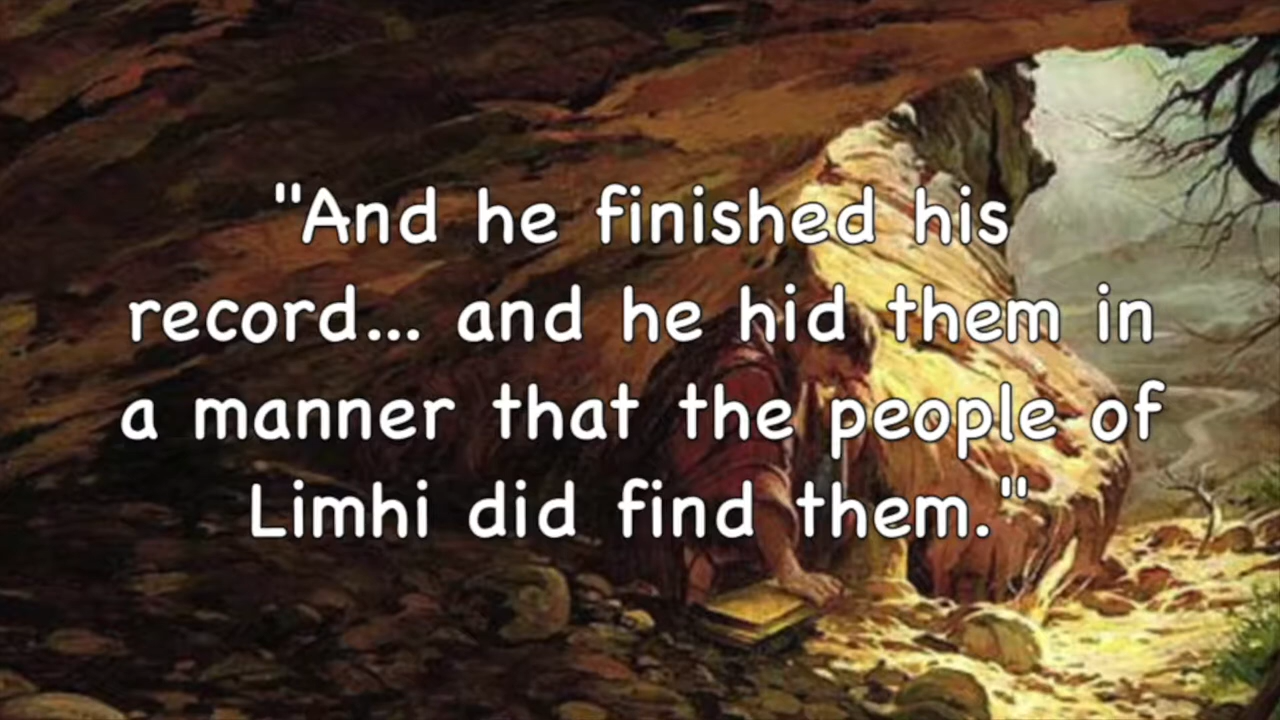 "And he finished his
record... and he hid them in
a manner that the people of
Limhi did find them."